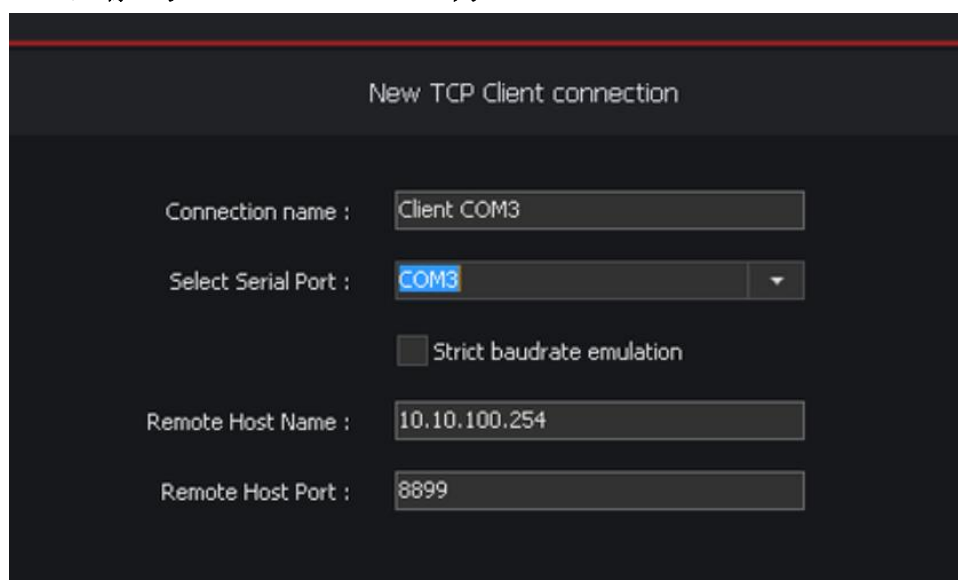 New TCP Client connection
Connection name : Client COM3
Select Serial Port : COM3
Strict baudrate emulation
Remote Host Name : 10.10.100.254
Remote Host Port : 8899